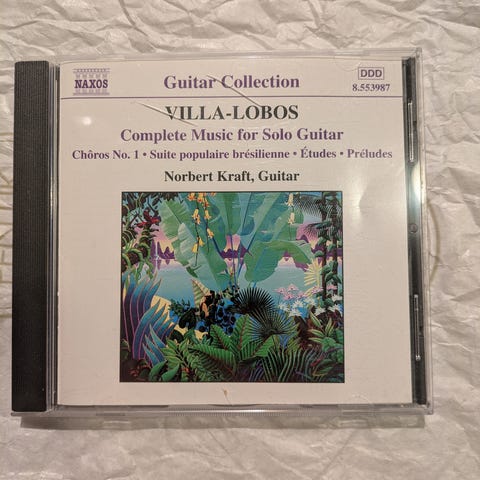 NAXOS
Guitar Collection
DDD
8.553987
VILLA-LOBOS
Complete Music for Solo Guitar
Chôros No. 1 • Suite populaire brésilienne • Études • Préludes
Norbert Kraft, Guitar